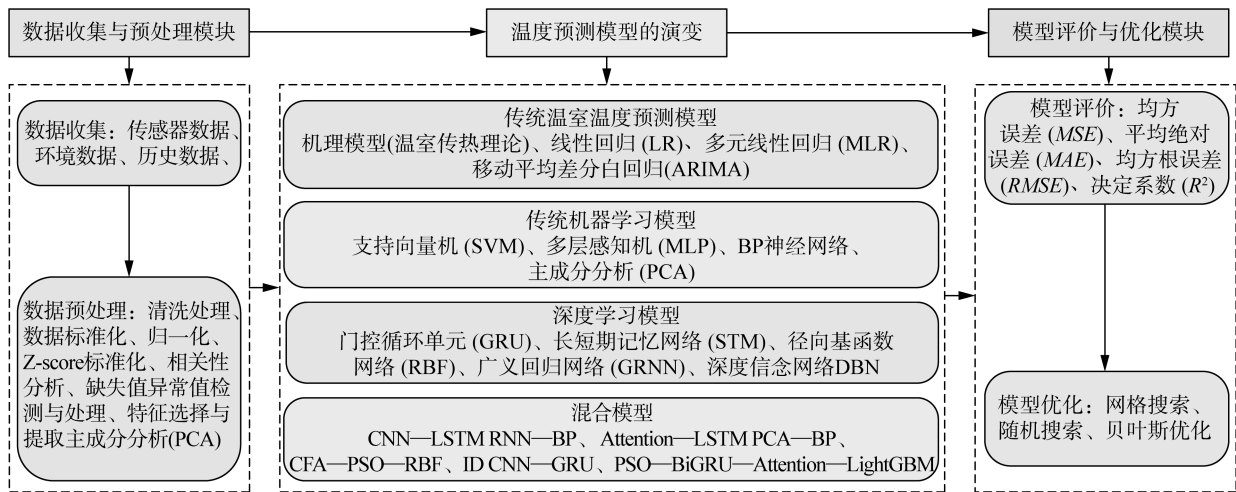 数据收集与预处理模块
温度预测模型的演变
模型评价与优化模块
数据收集：传感器数据、
环境数据、历史数据、
数据预处理：清洗处理、
数据标准化、归一化、
Z-score标准化、相关性
分析、缺失值异常值检
测与处理、特征选择与
提取主成分分析(PCA)
传统温室温度预测模型
机理模型(温室传热理论)、线性回归 (LR)、多元线性回归 (MLR)、
移动平均差分白回归(ARIMA)
传统机器学习模型
支持向量机 (SVM)、多层感知机 (MLP)、BP神经网络、
主成分分析 (PCA)
深度学习模型
门控循环单元 (GRU)、长短期记忆网络 (STM)、径向基函数
网络 (RBF)、广义回归网络 (GRNN)、深度信念网络DBN
混合模型
CNN—LSTM RNN—BP、Attention—LSTM PCA—BP、
CFA—PSO—RBF、ID CNN—GRU、PSO—BiGRU—Attention—LightGBM
模型评价：均方
误差 (MSE)、平均绝对
误差 (MAE)、均方根误差
(RMSE)、决定系数 (R²)
模型优化：网格搜索、
随机搜索、贝叶斯优化